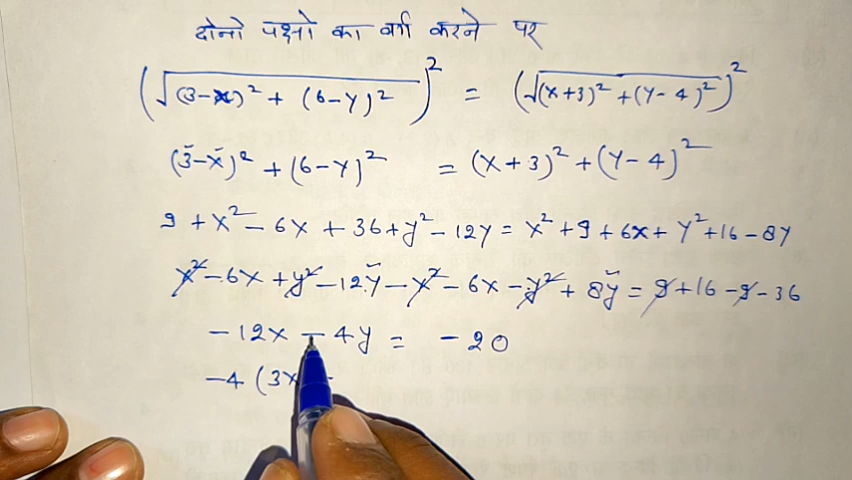 दोनो पक्षो का वर्ग करने पर
(√(3-x)² + (6-y)²)² = (√(x+3)² + (y-4)²)²
(3-x)² + (6-y)² = (x+3)² + (y-4)²
9 + x² - 6x + 36 + y² - 12y = x² + 9 + 6x + y² + 16 - 8y
x² - 6x + y² - 12y - x² - 6x - y² + 8y = 9 + 16 - 9 - 36
-12x - 4y = -20
-4 (3x